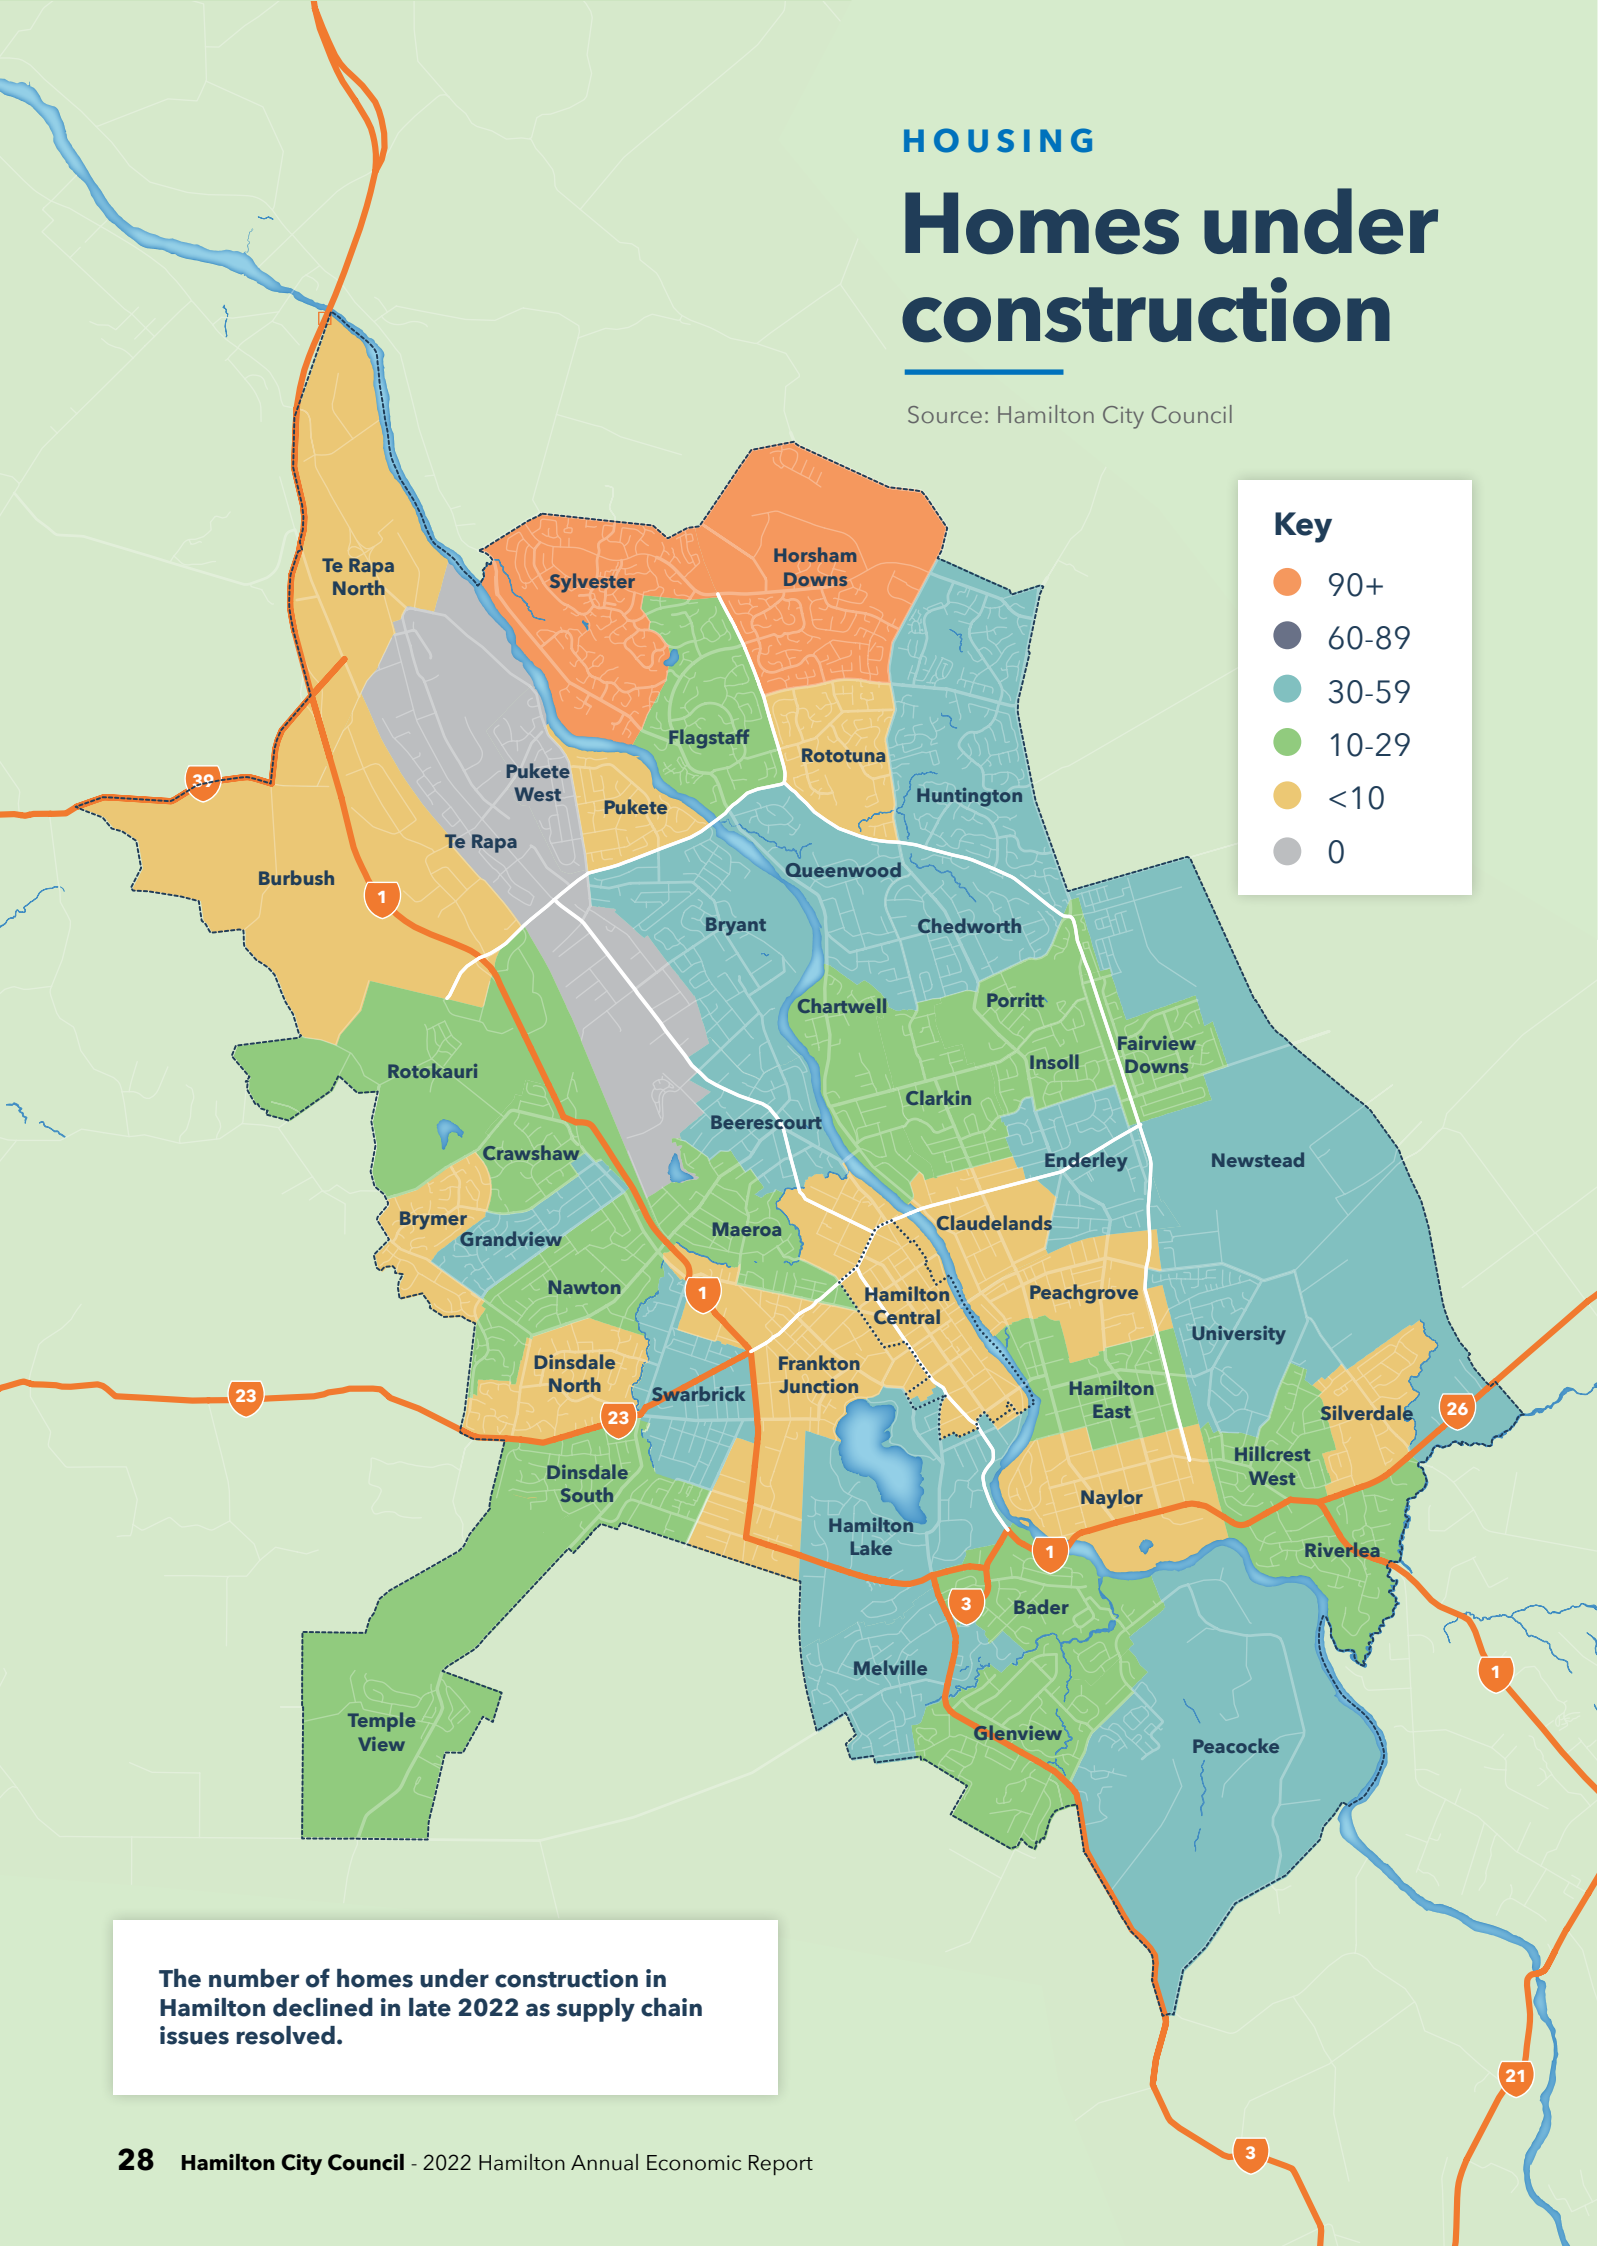 HOUSING
Homes under
construction
Source: Hamilton City Council
Key
90+
60-89
30-59
10-29
<10
0
Te Rapa
North
Sylvester
Horsham
Downs
Flagstaff
Rototuna
Pukete
West
Pukete
Huntington
39
Te Rapa
Burbush
1
Queenwood
Bryant
Chedworth
Chartwell
Porritt
Fairview
Downs
Insoll
Rotokauri
Clarkin
Beerescourt
Crawshaw
Enderley
Newstead
Brymer
Grandview
Maeroa
Claudelands
Nawton
1
Hamilton
Central
Peachgrove
University
Dinsdale
North
Frankton
Junction
Swarbrick
Hamilton
East
23
23
Silverdale
26
Dinsdale
South
Hillcrest
West
Naylor
Hamilton
Lake
1
Riverlea
3
Bader
Melville
1
Temple
View
Glenview
Peacocke
The number of homes under construction in
Hamilton declined in late 2022 as supply chain
issues resolved.
21
3
28 Hamilton City Council - 2022 Hamilton Annual Economic Report